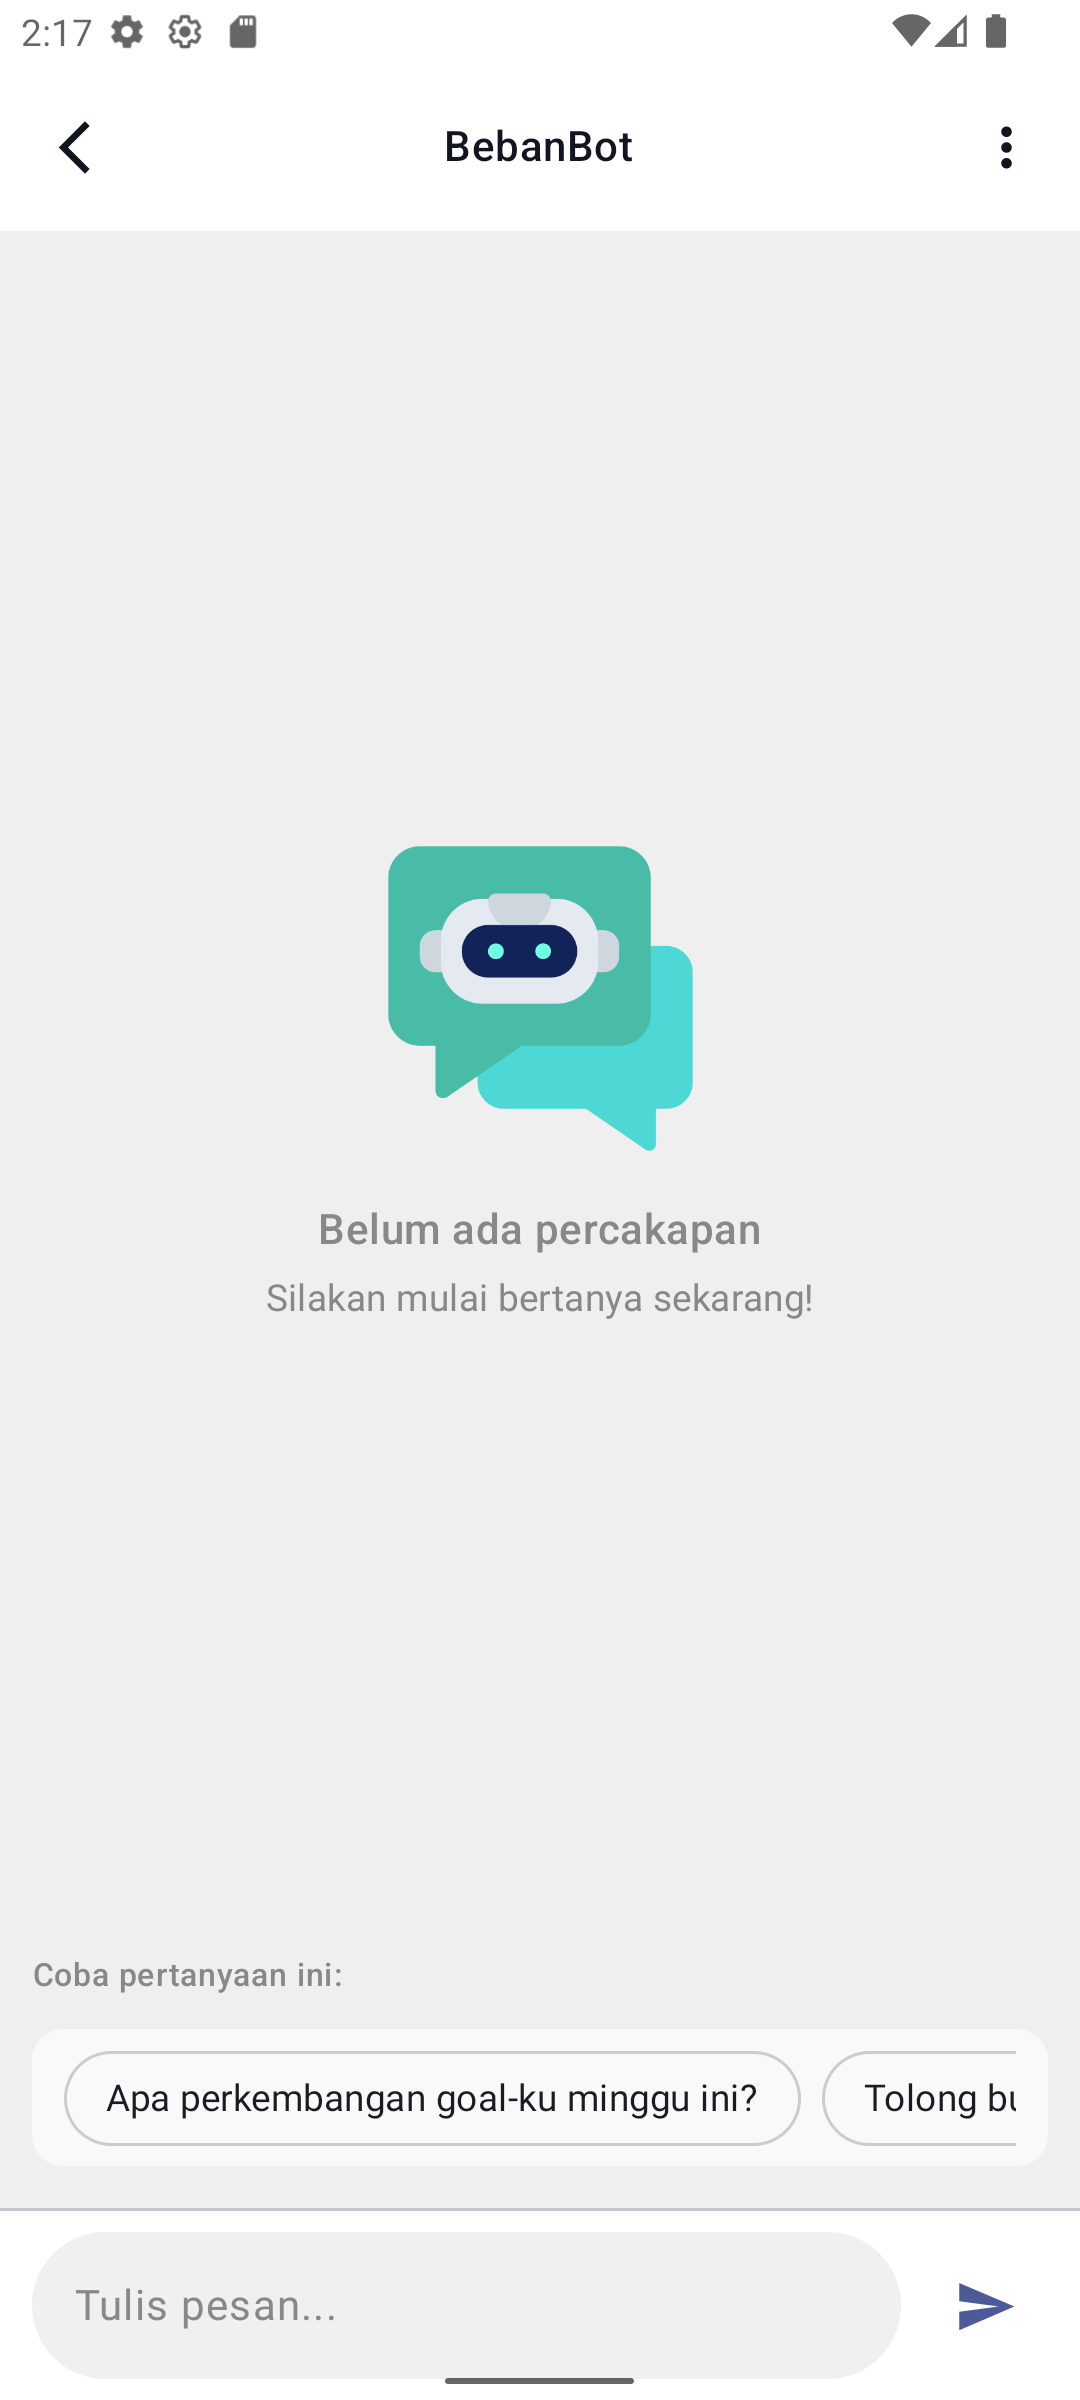 2:17
BebanBot
Belum ada percakapan
Silakan mulai bertanya sekarang!
Coba pertanyaan ini:
Apa perkembangan goal-ku minggu ini?
Tolong
Tulis pesan...